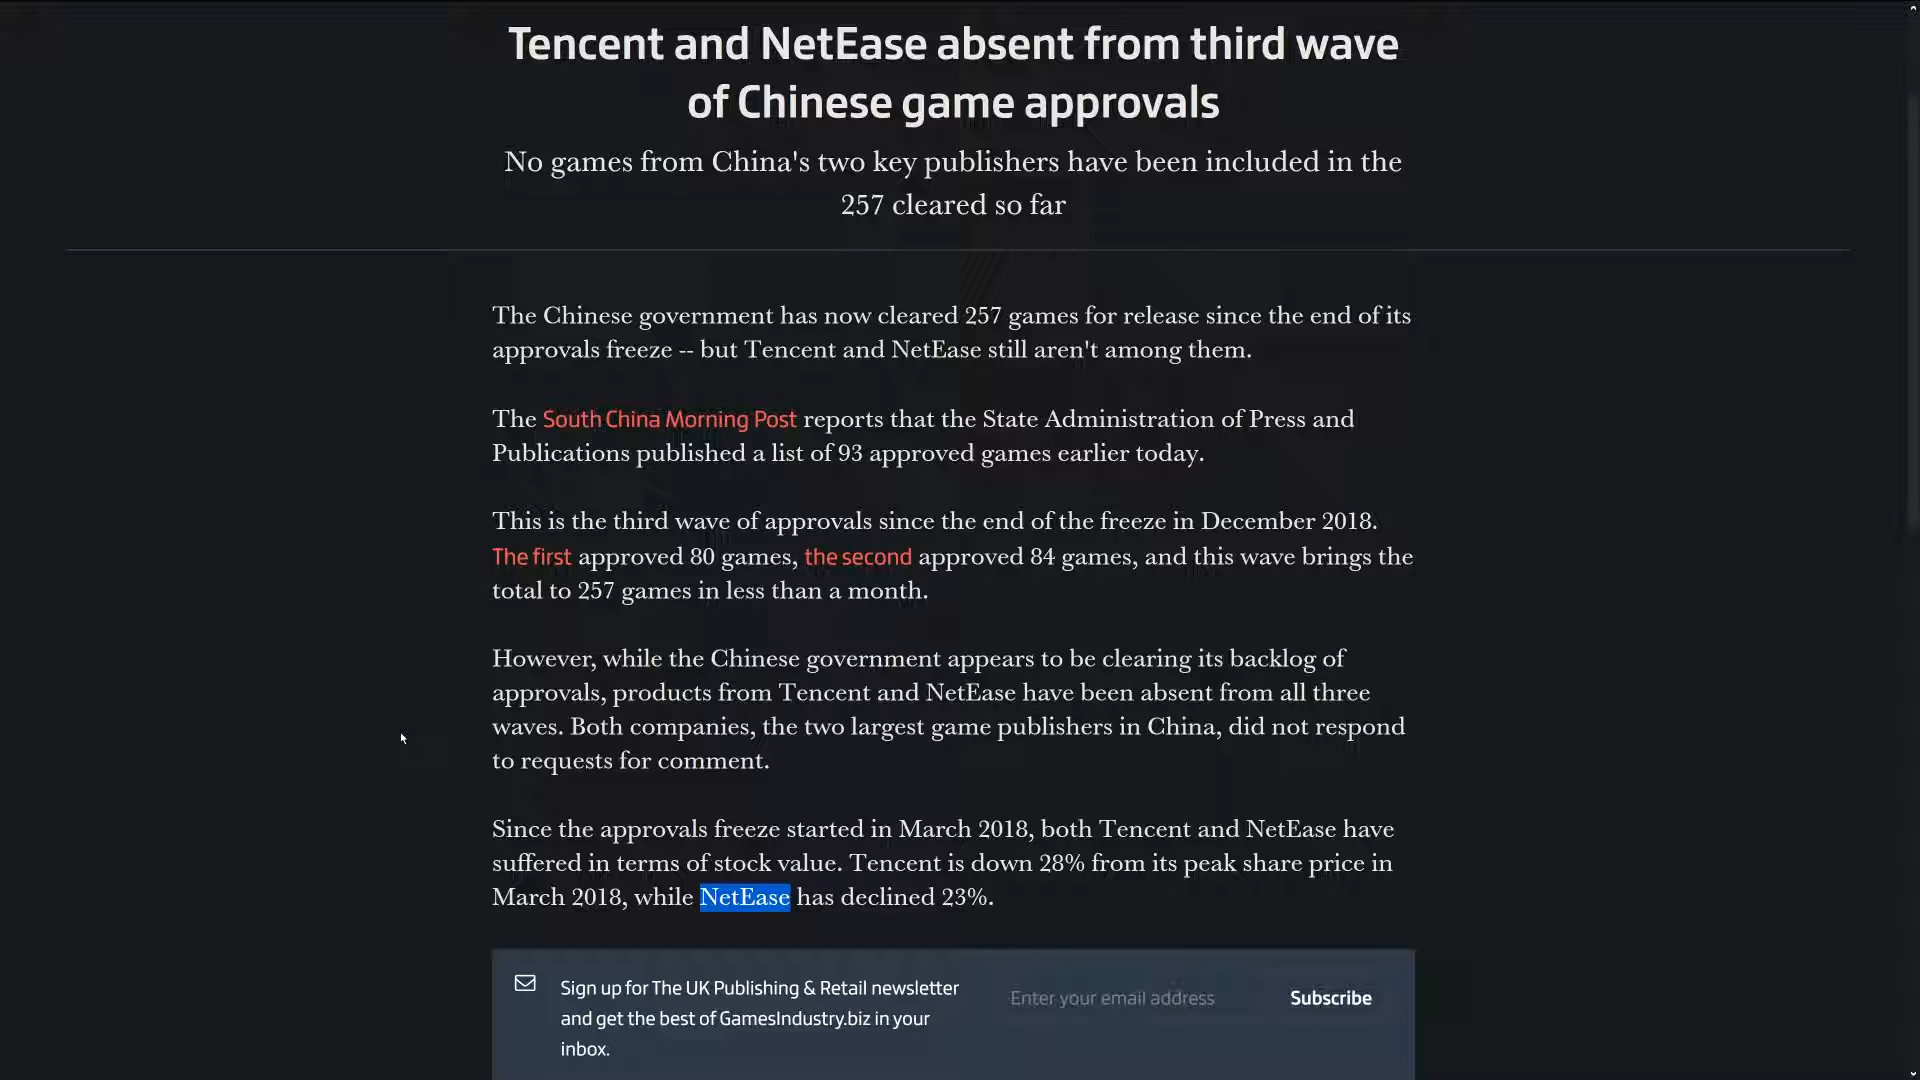 Tencent and NetEase absent from third wave
of Chinese game approvals
No games from China's two key publishers have been included in the
257 cleared so far
The Chinese government has now cleared 257 games for release since the end of its
approvals freeze -- but Tencent and NetEase still aren't among them.
The South China Morning Post reports that the State Administration of Press and
Publications published a list of 93 approved games earlier today.
This is the third wave of approvals since the end of the freeze in December 2018.
The first approved 80 games, the second approved 84 games, and this wave brings the
total to 257 games in less than a month.
However, while the Chinese government appears to be clearing its backlog of
approvals, products from Tencent and NetEase have been absent from all three
waves. Both companies, the two largest game publishers in China, did not respond
to requests for comment.
Since the approvals freeze started in March 2018, both Tencent and NetEase have
suffered in terms of stock value. Tencent is down 28% from its peak share price in
March 2018, while NetEase has declined 23%.
Sign up for The UK Publishing & Retail newsletter
and get the best of GamesIndustry.biz in your
inbox.
Enter your email address
Subscribe